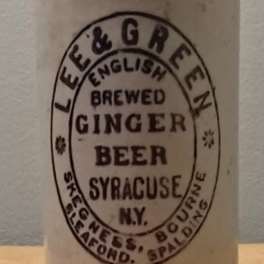 LEE & GREEN
ENGLISH
BREWED
GINGER
BEER
SYRACUSE
N.Y.
SKEGNESS, BOURNE
SLEAFORD, SPALDING